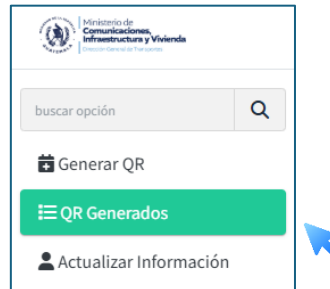 Ministerio de
Comunicaciones,
Infraestructura y Vivienda
Dirección General de Transportes
buscar opción
Generar QR
QR Generados
Actualizar Información